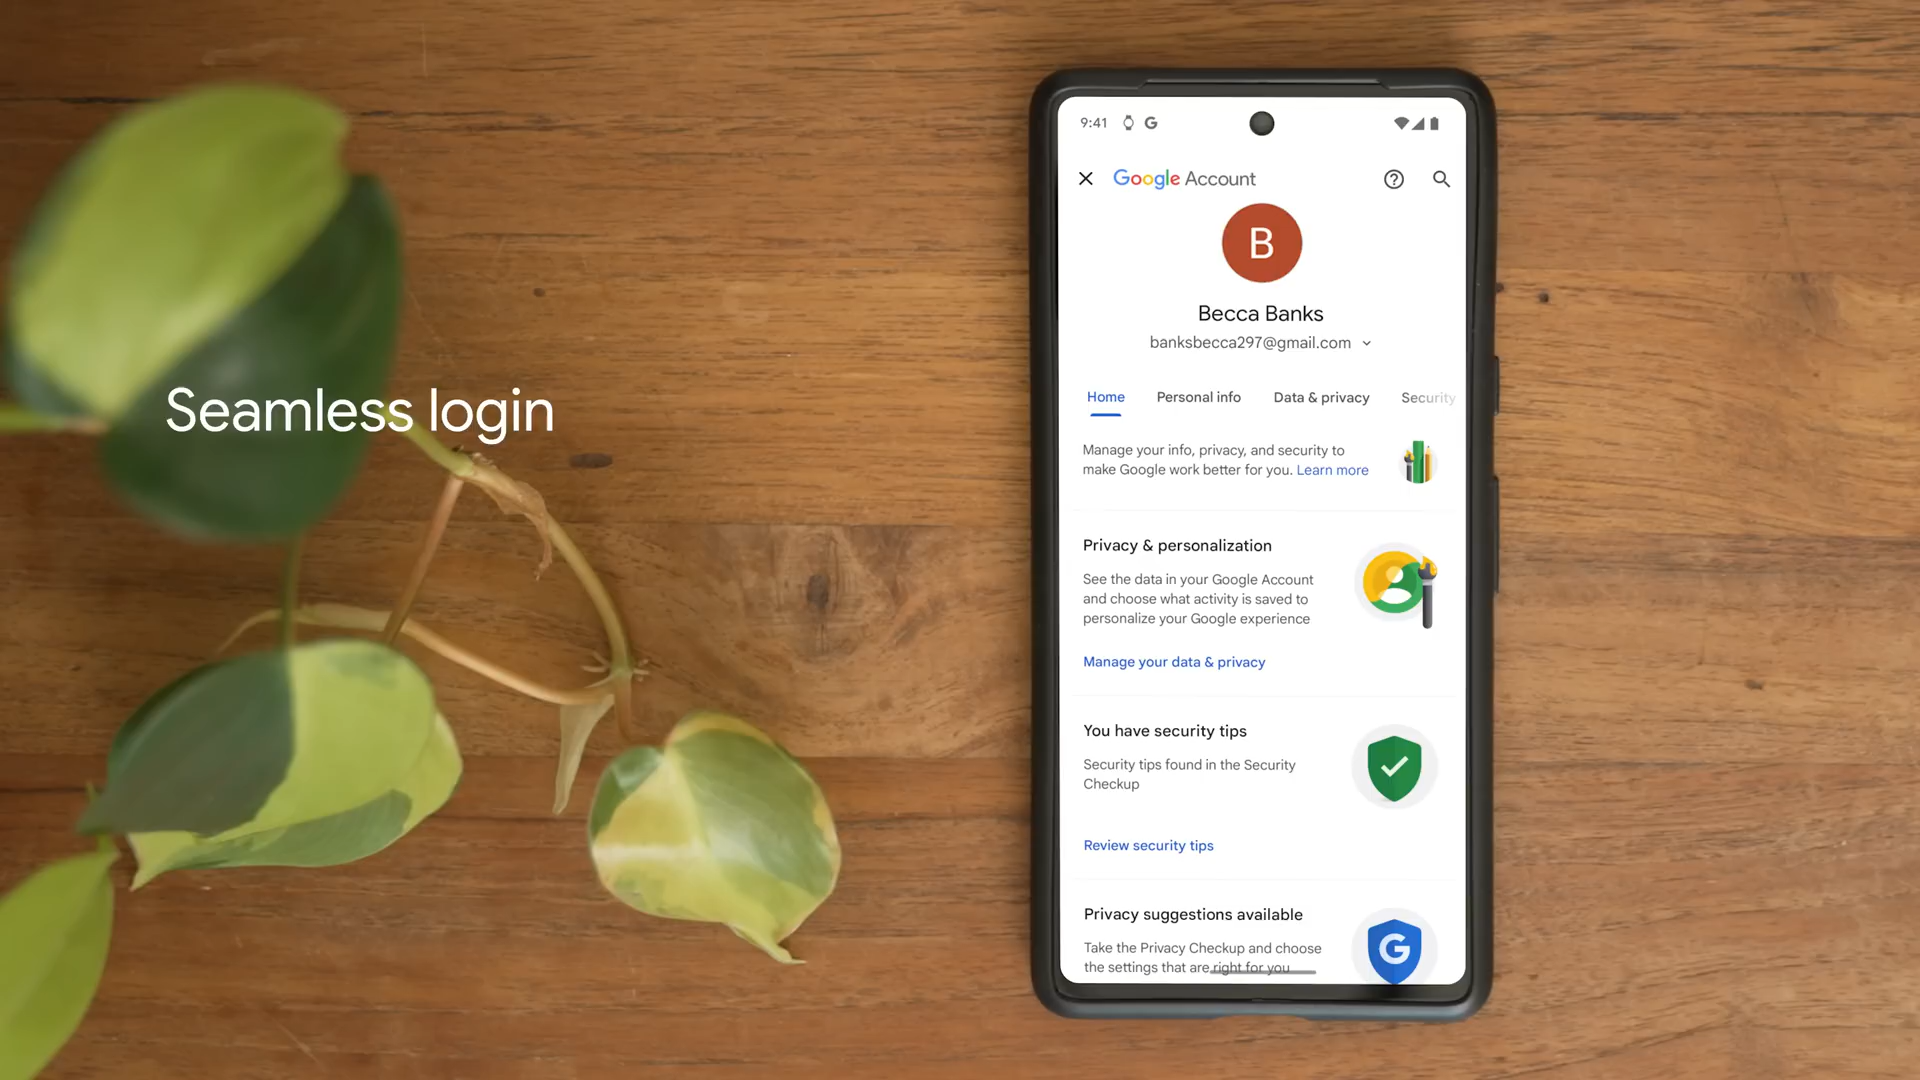 Seamless login
9:41 G
Google Account
B
Becca Banks
banksbecca297@gmail.com
Home Personal info Data & privacy Security
Manage your info, privacy, and security to
make Google work better for you. Learn more
Privacy & personalization
See the data in your Google Account
and choose what activity is saved to
personalize your Google experience
Manage your data & privacy
You have security tips
Security tips found in the Security
Checkup
Review security tips
Privacy suggestions available
Take the Privacy Checkup and choose
the settings that are right for you
G